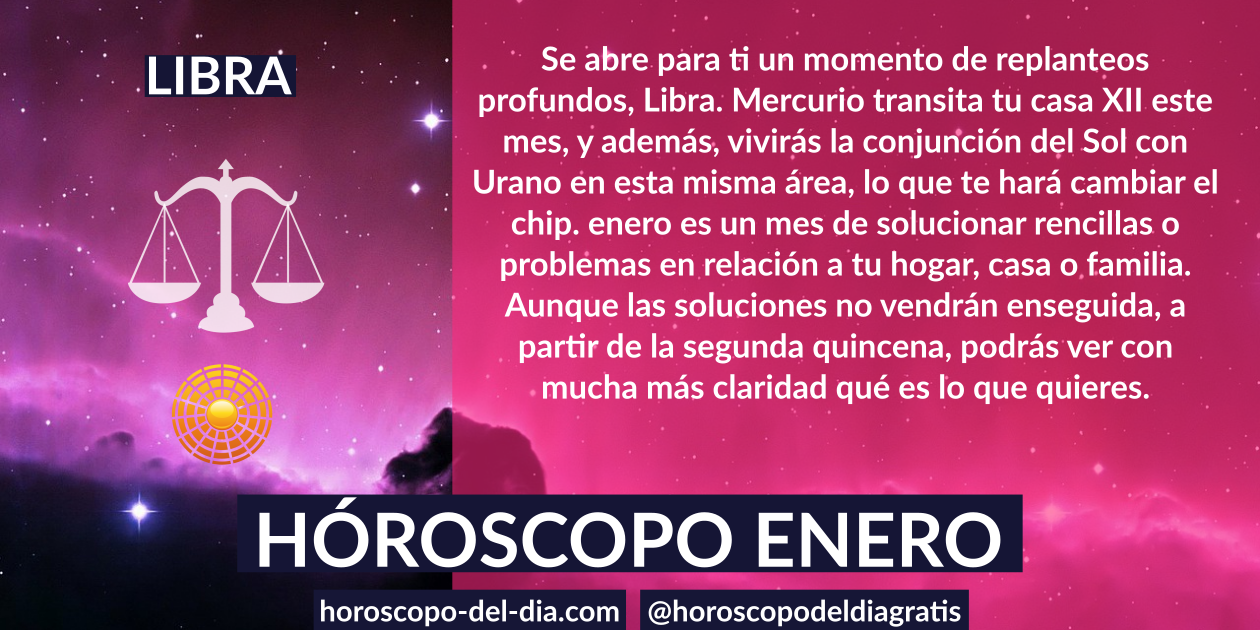 LIBRA
Se abre para ti un momento de replanteos
profundos, Libra. Mercurio transita tu casa XII este
mes, y además, vivirás la conjunción del Sol con
Urano en esta misma área, lo que te hará cambiar el
chip. enero es un mes de solucionar rencillas o
problemas en relación a tu hogar, casa o familia.
Aunque las soluciones no vendrán enseguida, a
partir de la segunda quincena, podrás ver con
mucha más claridad qué es lo que quieres.
HÓROSCOPO ENERO
horoscopo-del-dia.com
@horoscopodeldiagratis